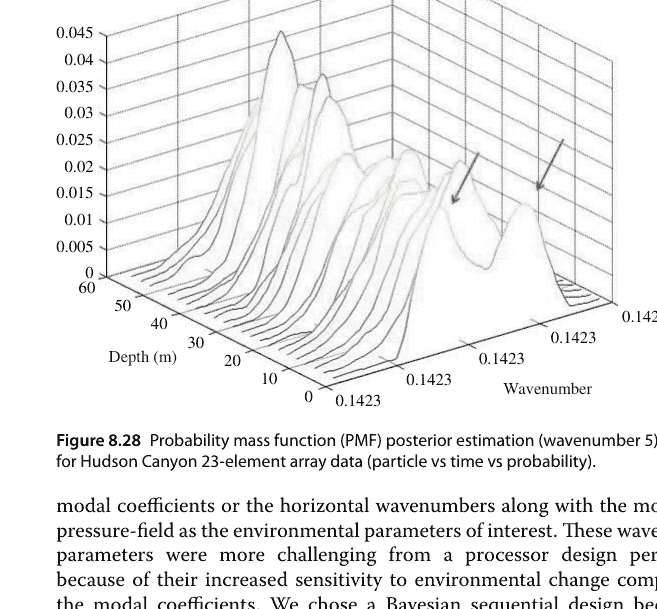 0.045
0.04
0.035
0.03
0.025
0.02
0.015
0.01
0.005
0
60
50
40
30
20
10
0
Depth (m)
0.1423
0.1423
0.1423
0.1423
Wavenumber
Figure 8.28 Probability mass function (PMF) posterior estimation (wavenumber 5)
for Hudson Canyon 23-element array data (particle vs time vs probability).
modal coefficients or the horizontal wavenumbers along with the
pressure-field as the environmental parameters of interest. These
parameters were more challenging from a processor design
because of their increased sensitivity to environmental change
the modal coefficients. We chose a Bayesian sequential design